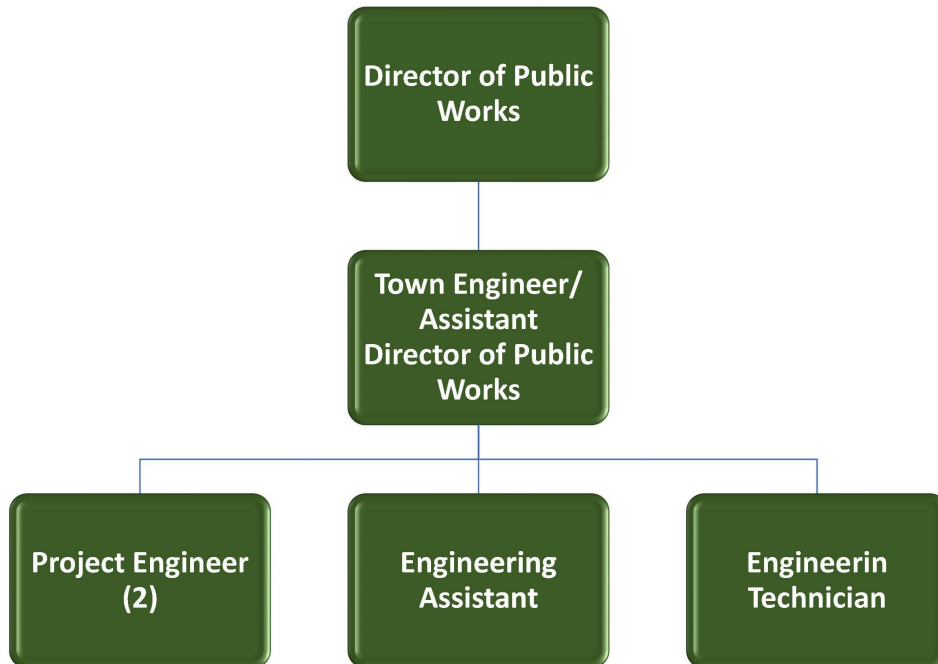 Director of Public
Works
Town Engineer/
Assistant
Director of Public
Works
Project Engineer
(2)
Engineering
Assistant
Engineerin
Technician